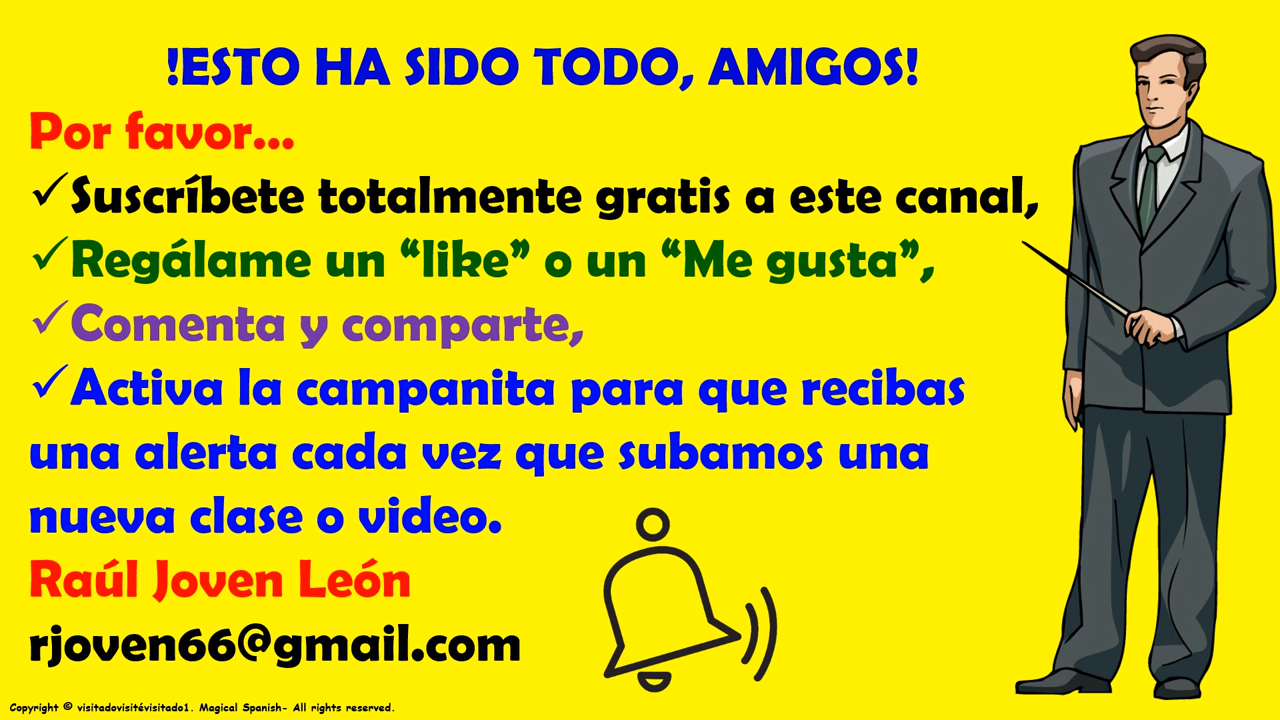 !ESTO HA SIDO TODO, AMIGOS!
Por favor...
✓Suscríbete totalmente gratis a este canal,
✓Regálame un “like” o un “Me gusta”,
✓Comenta y comparte,
✓Activa la campanita para que recibas
una alerta cada vez que subamos una
nueva clase o video.
Raúl Joven León
rjoven66@gmail.com
Copyright © visitadovisitévisitado1. Magical Spanish- All rights reserved.